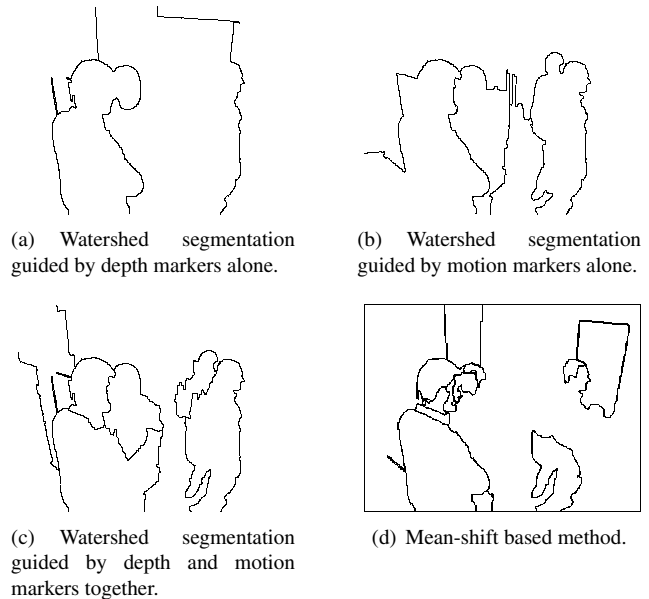 (a) Watershed segmentation
guided by depth markers alone.
(b) Watershed segmentation
guided by motion markers alone.
(c) Watershed segmentation
guided by depth and motion
markers together.
(d) Mean-shift based method.